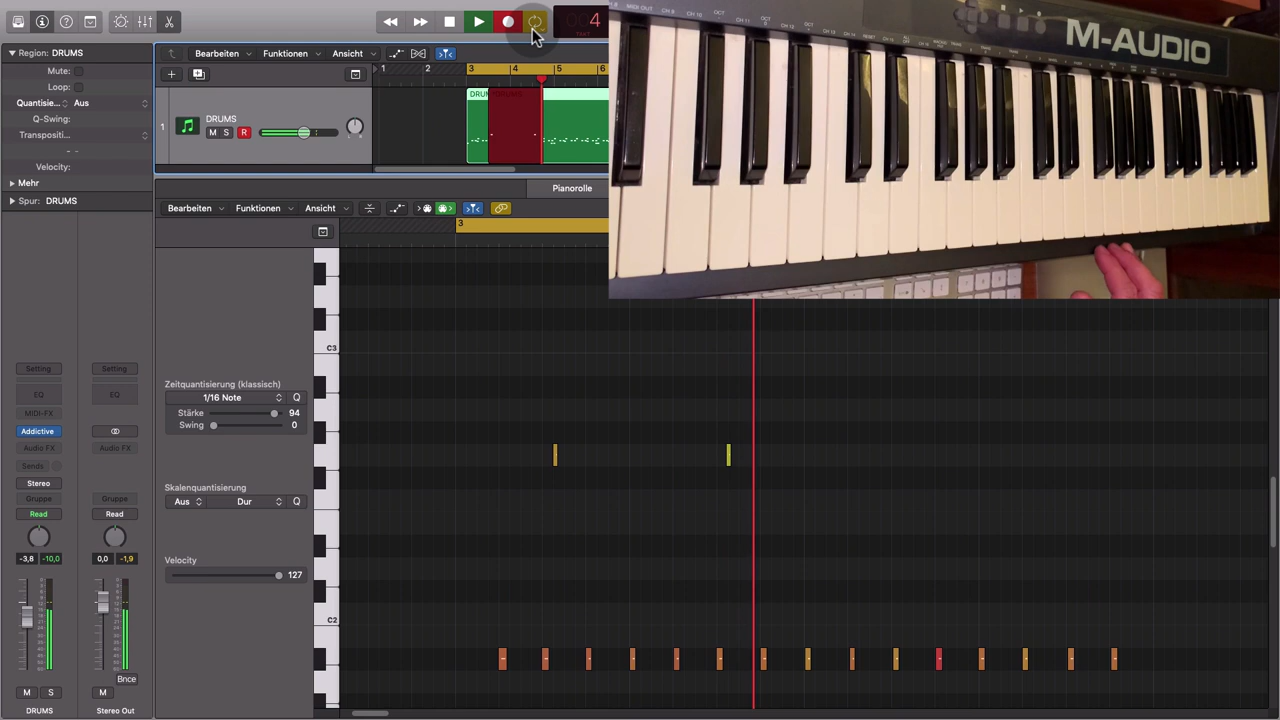 Region: DRUMS
Mute:
Loop:
Quantisie... Aus
Q-Swing:
Transpositi...
- -
Velocity:
Mehr
Spur: DRUMS
Bearbeiten Funktionen Ansicht
1 2 3 4 5 6
1 DRUMS
M S R
DRUM
4
TAKT
M-AUDIO
Pianorolle
Bearbeiten Funktionen Ansicht
3
C3
C2
Zeitquantisierung (klassisch)
1/16 Note Q
Stärke 94
Swing 0
Skalenquantisierung
Aus Dur Q
Velocity
127
Setting Setting
EQ EQ
MIDI-FX
Addictive
Audio FX Audio FX
Sends
Stereo
Gruppe Gruppe
Read Read
-3,8 -10,0 0,0 -1,9
Bnce
M S M
DRUMS Stereo Out